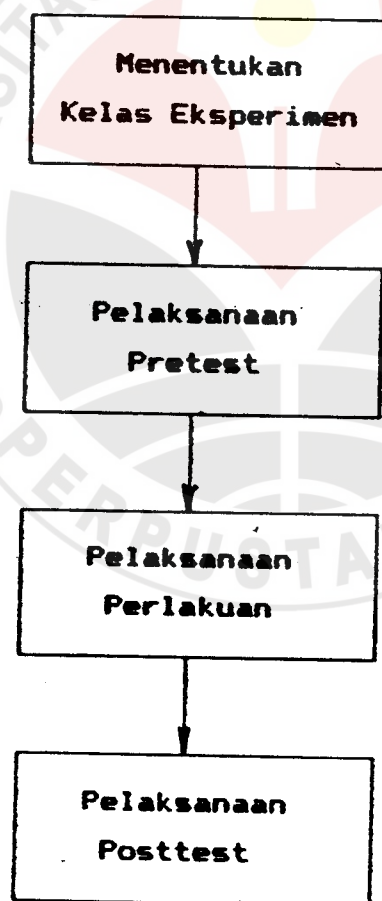 Menentukan
Kelas Eksperimen
Pelaksanaan
Pretest
Pelaksanaan
Perlakuan
Pelaksanaan
Posttest